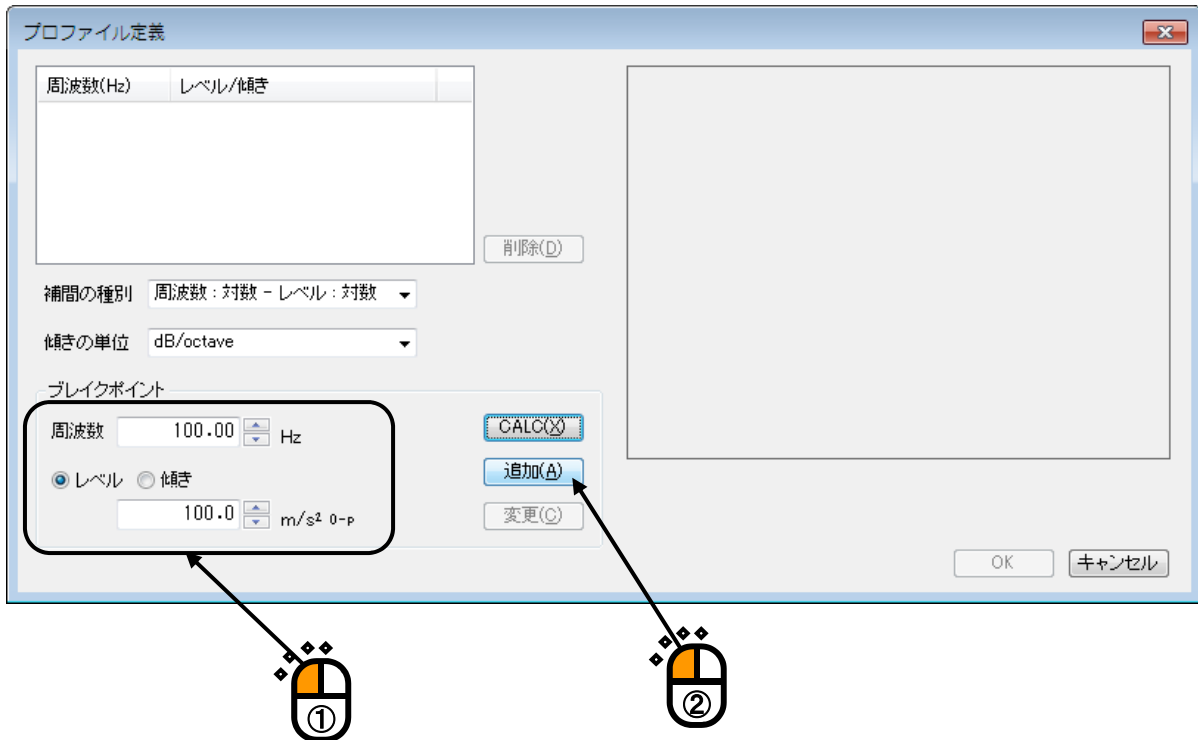 プロファイル定義
周波数(Hz) レベル/傾き
削除(D)
補間の種別 周波数:対数-レベル:対数
傾きの単位 dB/octave
ブレイクポイント
周波数 100.00 Hz
CALC(X)
レベル 傾き
追加(A)
100.0 m/s² 0-P
変更(C)
OK キャンセル
① ②